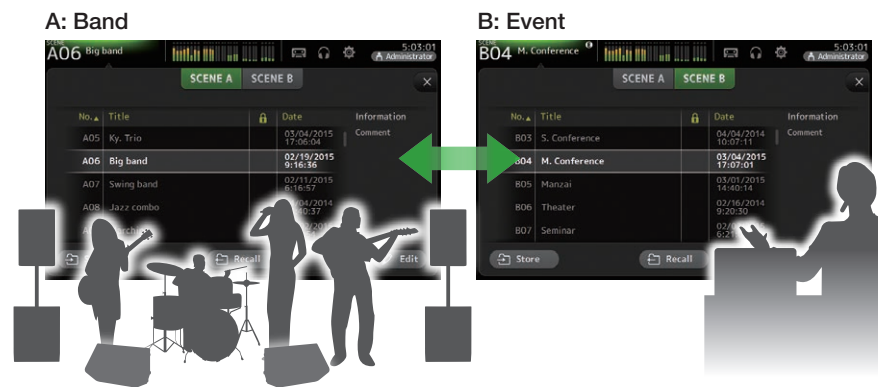 A: Band
SCENE
A06 Big band
5:03:01
Administrator
SCENE A SCENE B
No. Title Date Information
A05 Ky. Trio 03/04/2015 17:06:04 Comment
A06 Big band 02/19/2015 9:16:36
A07 Swing band 02/11/2015 6:16:57
A08 Jazz combo
Recall Edit
B: Event
SCENE
B04 M. Conference
5:03:01
Administrator
SCENE A SCENE B
No. Title Date Information
B03 S. Conference 04/04/2014 10:07:11 Comment
B04 M. Conference 03/04/2015 17:07:01
B05 Manzai 03/01/2015 14:40:14
B06 Theater 02/16/2014 9:20:30
B07 Seminar
Store Recall